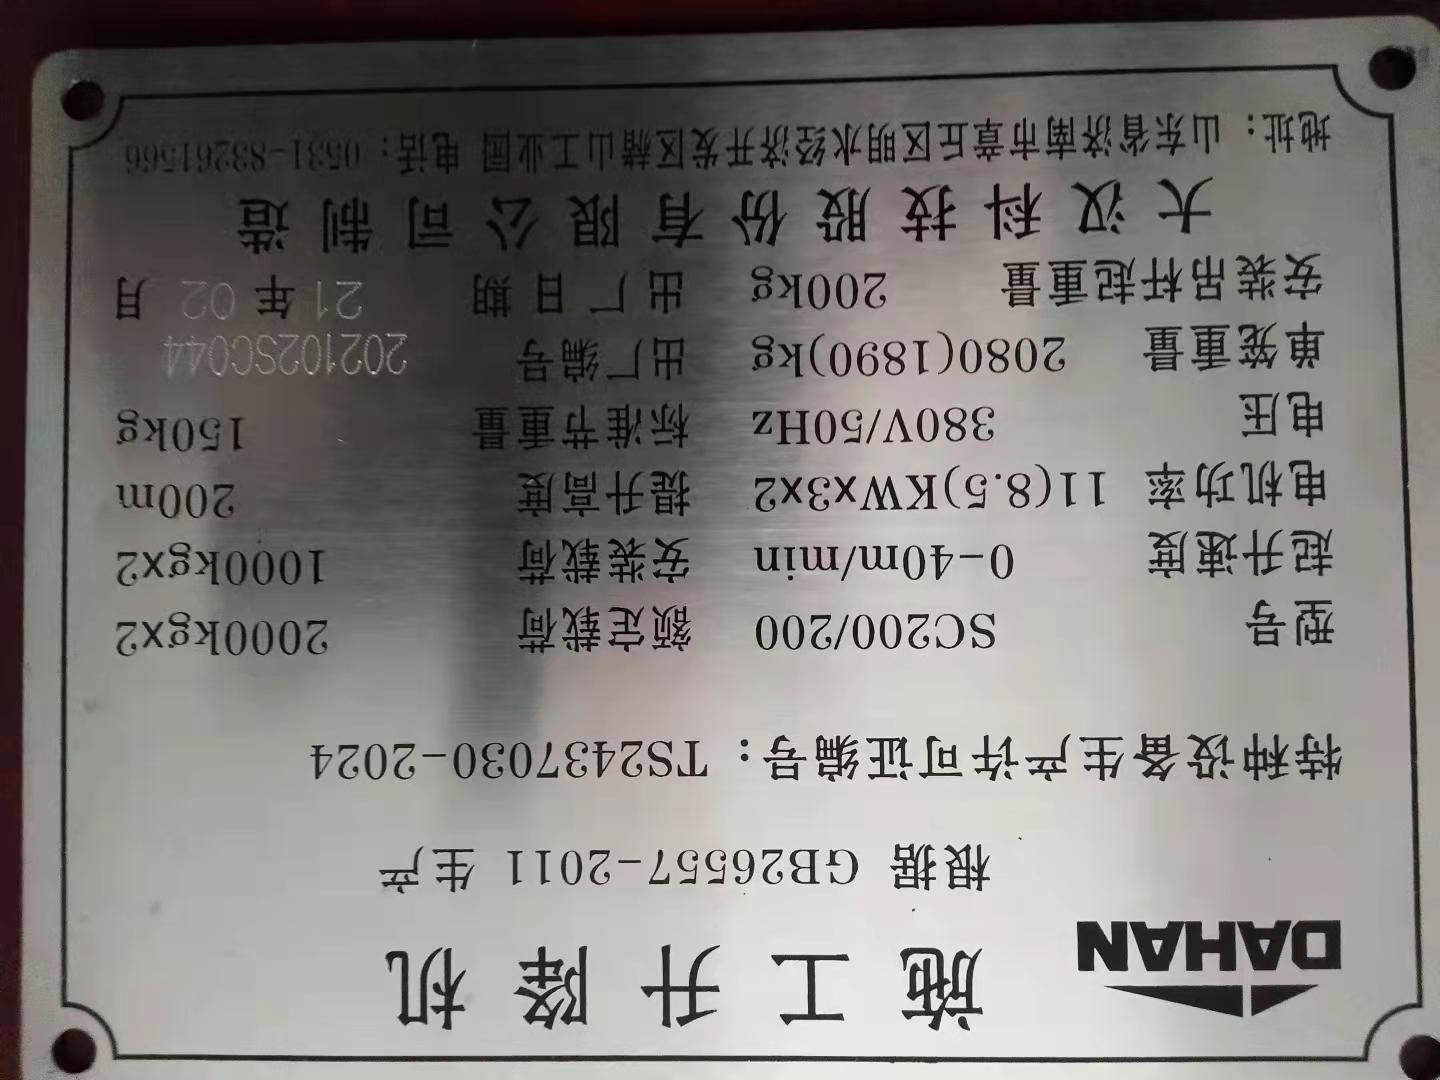 DAHAN
施工升降机
根据 GB26557-2011 生产
特种设备生产许可证编号：TS2437030-2024
型号 SC200/200 额定载荷 2000kgx2
起升速度 0-40m/min 安装载荷 1000kgx2
电机功率 11(8.5)KWx3x2 提升高度 200m
电压 380V/50Hz 标准节重量 150kg
单笼重量 2080(1890)kg 出厂编号 202102SC044
安装吊杆起重量 200kg 出厂日期 21年02月
大汉科技股份有限公司制造
地址：山东省济南市章丘区明水经济开发区赭山工业园 电话：0531-83261566